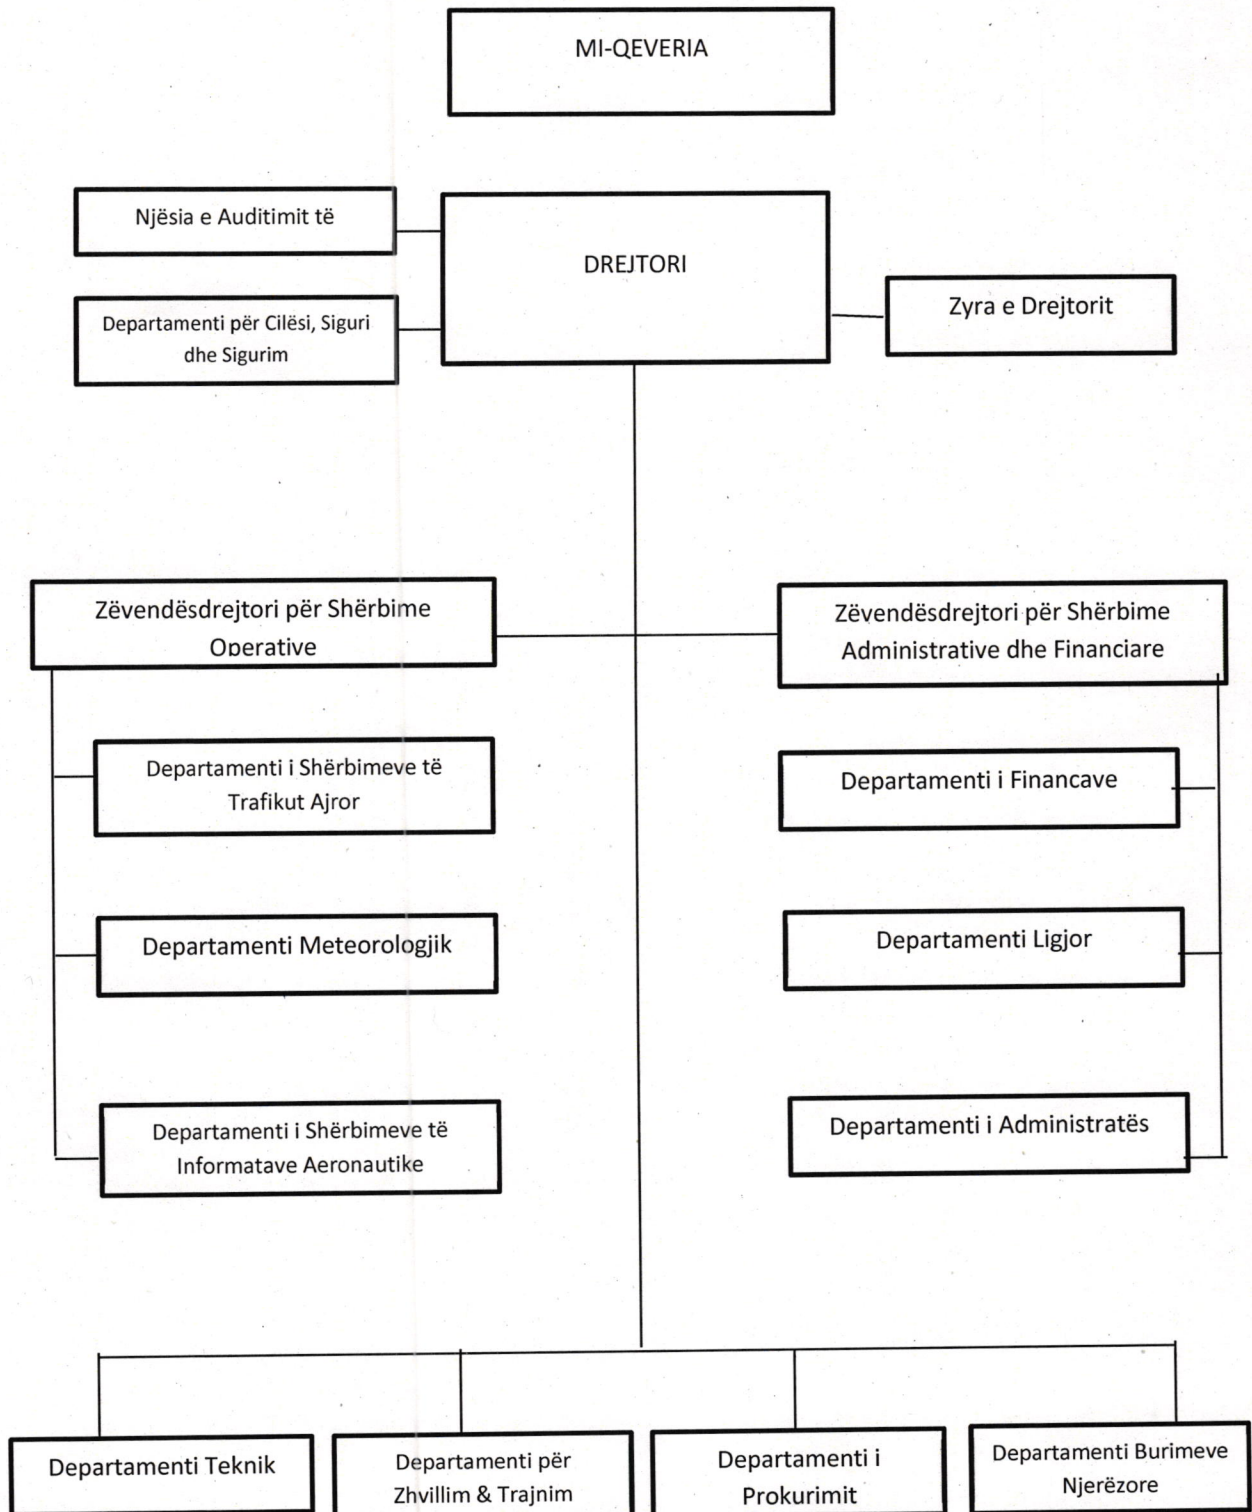 MI-QEVERIA
Njësia e Auditimit të
DREJTORI
Departamenti për Cilësi, Siguri
dhe Sigurim
Zyra e Drejtorit
Zëvendësdrejtori për Shërbime
Operative
Zëvendësdrejtori për Shërbime
Administrative dhe Financiare
Departamenti i Shërbimeve të
Trafikut Ajror
Departamenti i Financave
Departamenti Meteorologjik
Departamenti Ligjor
Departamenti i Shërbimeve të
Informatave Aeronautike
Departamenti i Administratës
Departamenti Teknik
Departamenti për
Zhvillim & Trajnim
Departamenti i
Prokurimit
Departamenti Burimeve
Njerëzore